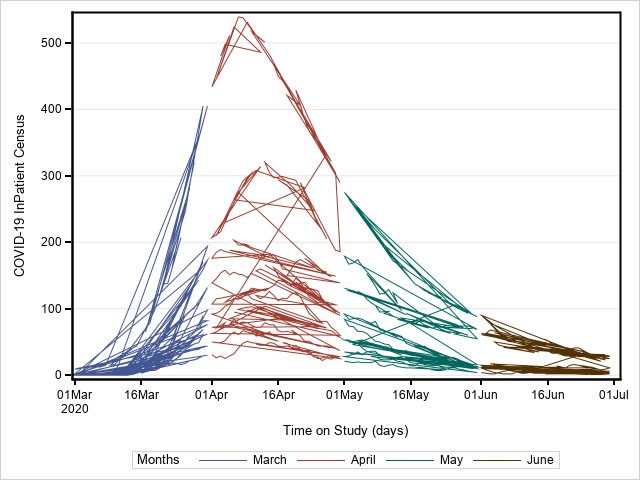 COVID-19 InPatient Census
500
400
300
200
100
0
01Mar 16Mar 01Apr 16Apr 01May 16May 01Jun 16Jun 01Jul
2020
Time on Study (days)
Months March April May June